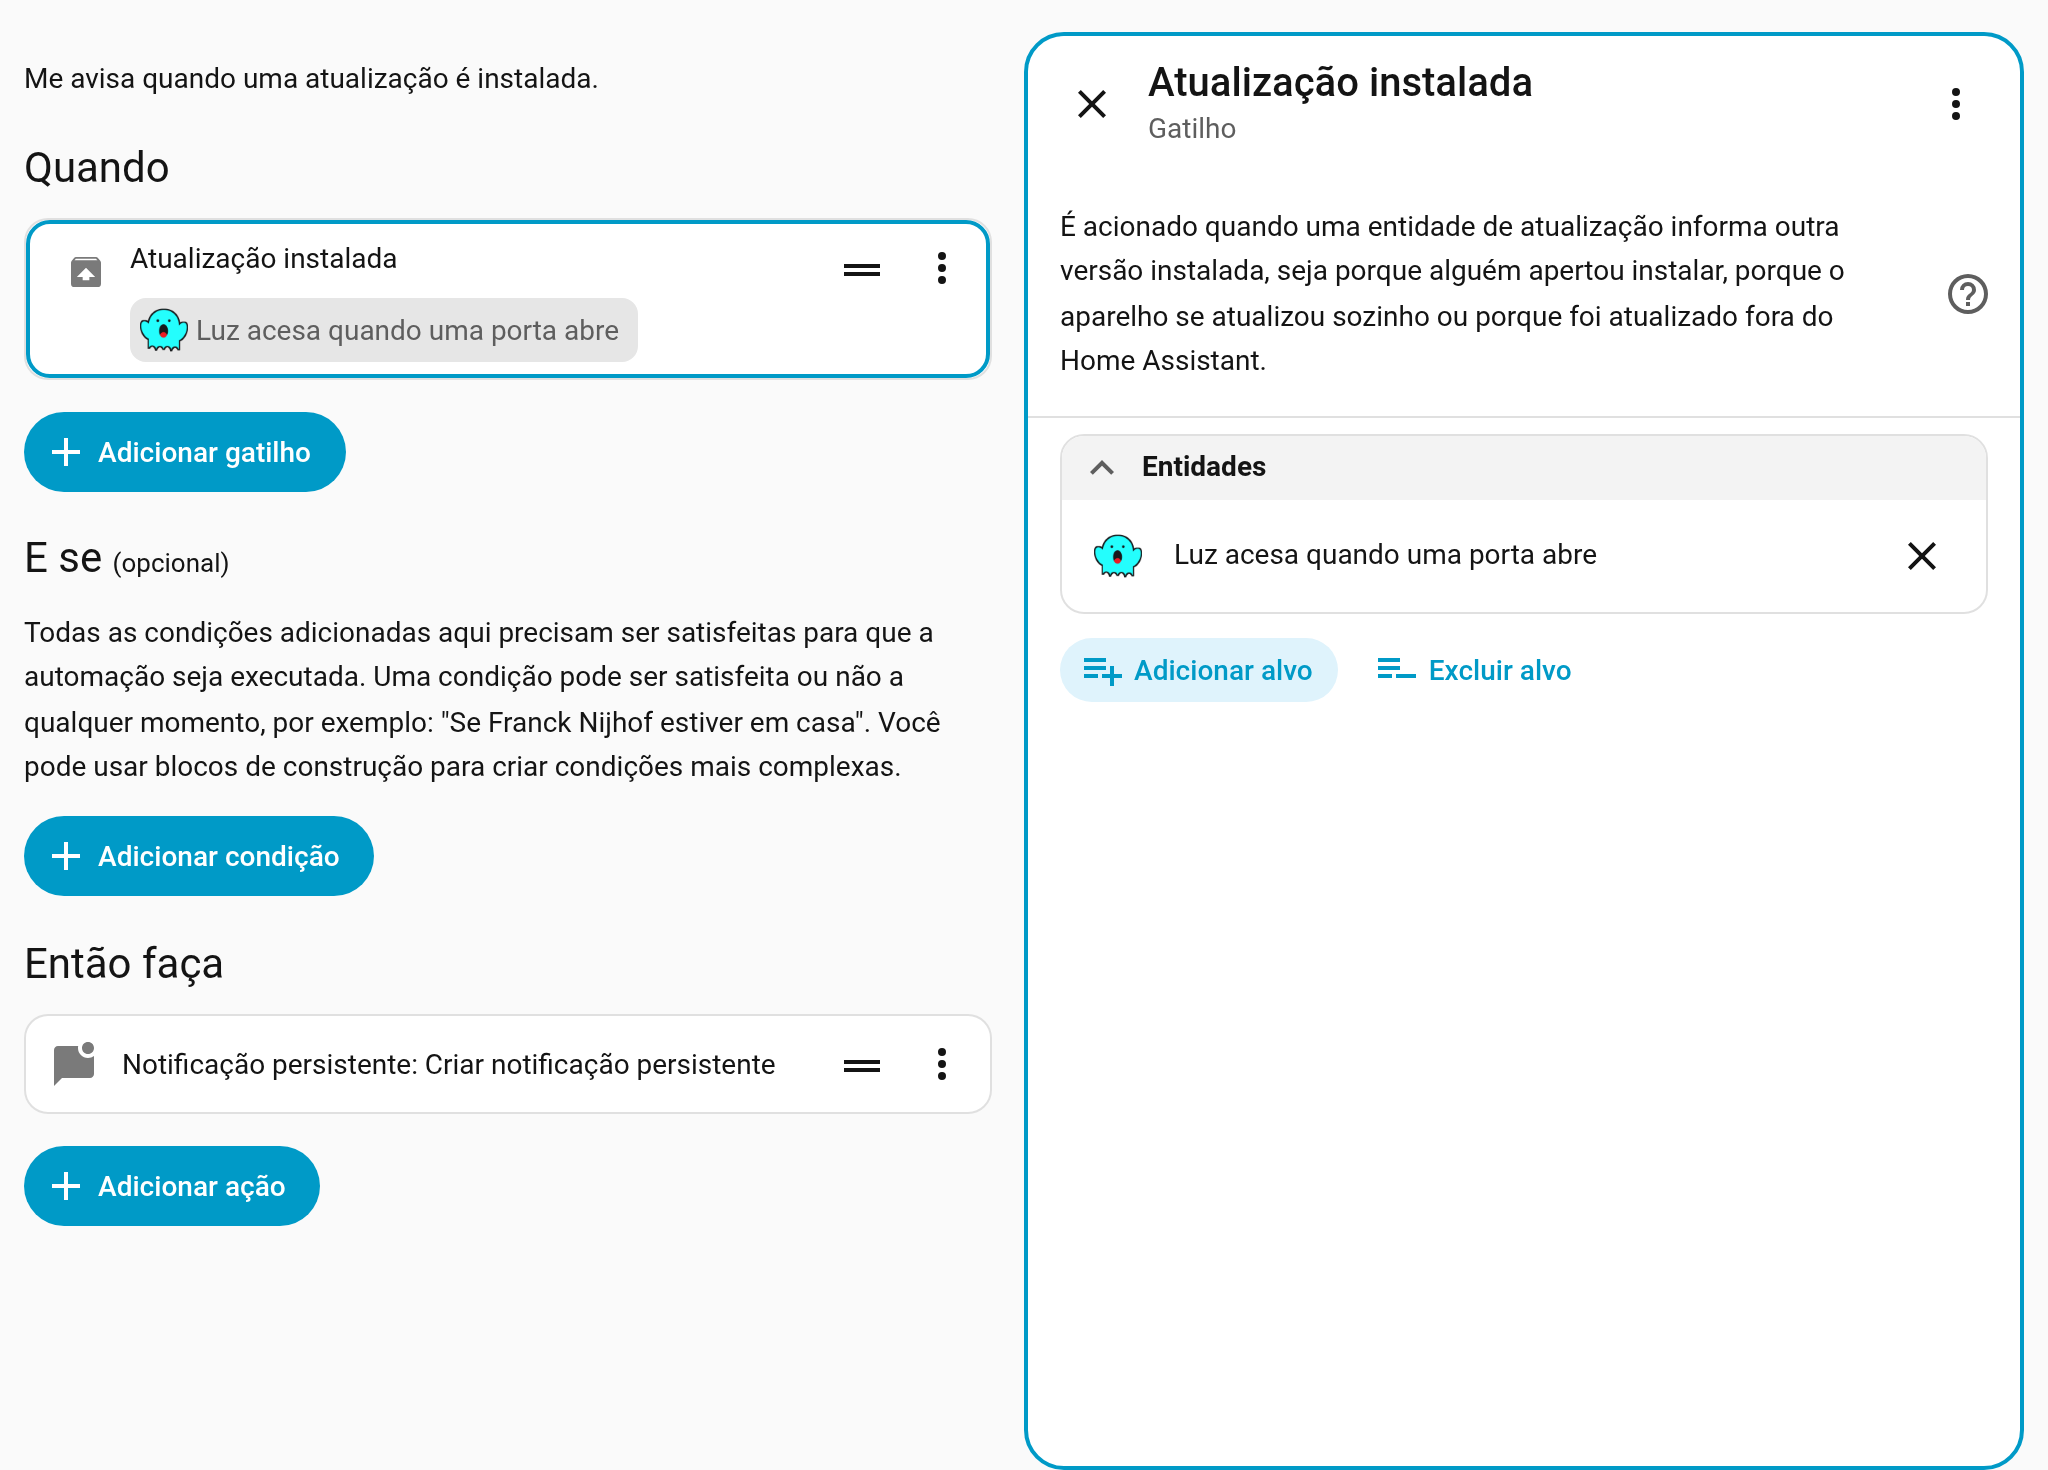 Me avisa quando uma atualização é instalada.
Quando
Atualização instalada
Luz acesa quando uma porta abre
Adicionar gatilho
E se (opcional)
Todas as condições adicionadas aqui precisam ser satisfeitas para que a
automação seja executada. Uma condição pode ser satisfeita ou não a
qualquer momento, por exemplo: "Se Franck Nijhof estiver em casa". Você
pode usar blocos de construção para criar condições mais complexas.
Adicionar condição
Então faça
Notificação persistente: Criar notificação persistente
Adicionar ação
Atualização instalada
Gatilho
É acionado quando uma entidade de atualização informa outra
versão instalada, seja porque alguém apertou instalar, porque o
aparelho se atualizou sozinho ou porque foi atualizado fora do
Home Assistant.
Entidades
Luz acesa quando uma porta abre
Adicionar alvo
Excluir alvo